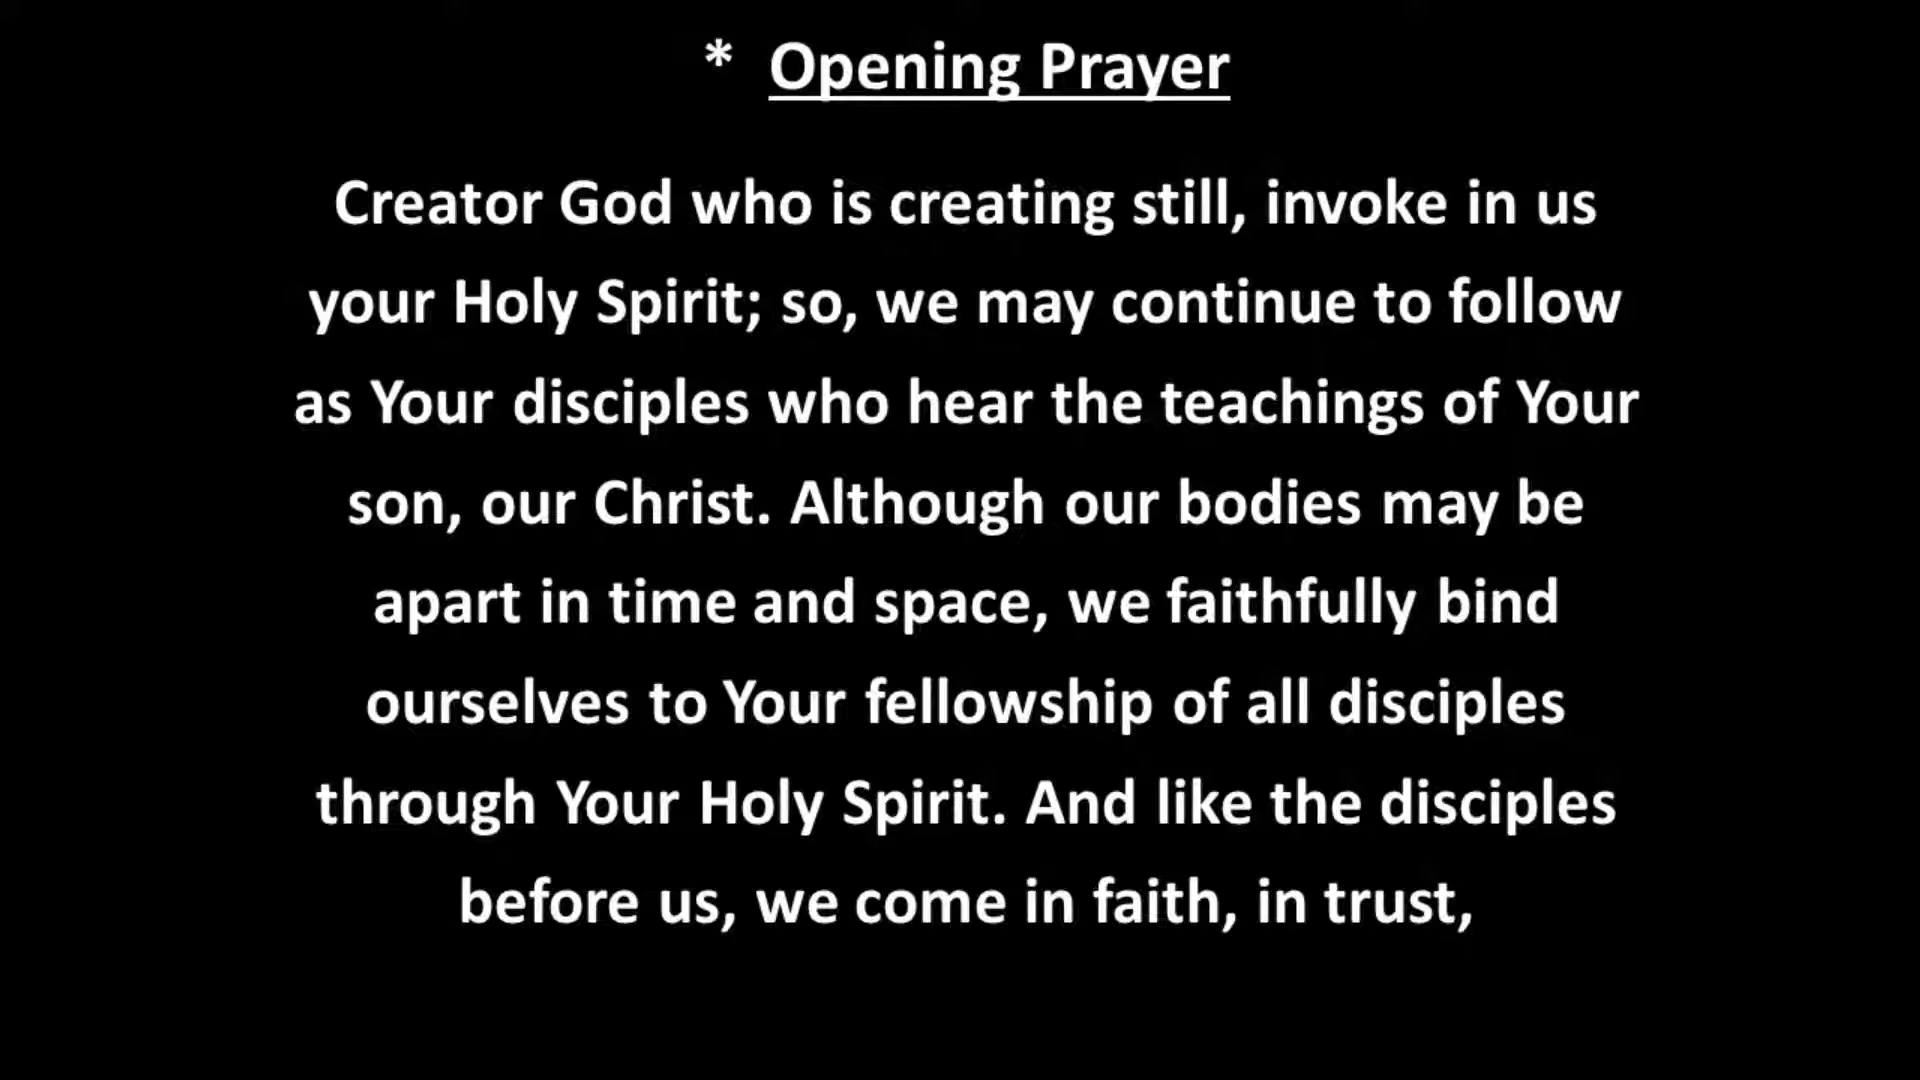 * Opening Prayer
Creator God who is creating still, invoke in us
your Holy Spirit; so, we may continue to follow
as Your disciples who hear the teachings of Your
son, our Christ. Although our bodies may be
apart in time and space, we faithfully bind
ourselves to Your fellowship of all disciples
through Your Holy Spirit. And like the disciples
before us, we come in faith, in trust,